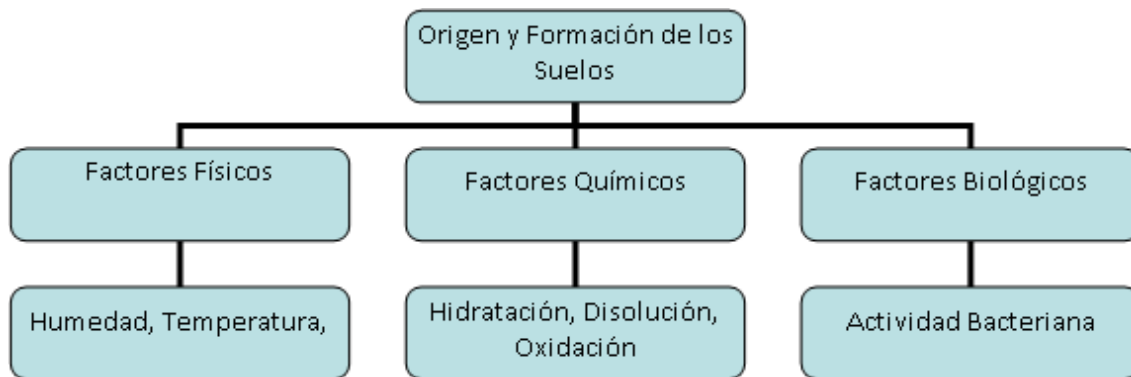 Origen y Formación de los
Suelos
Factores Físicos
Factores Químicos
Factores Biológicos
Humedad, Temperatura,
Hidratación, Disolución,
Oxidación
Actividad Bacteriana